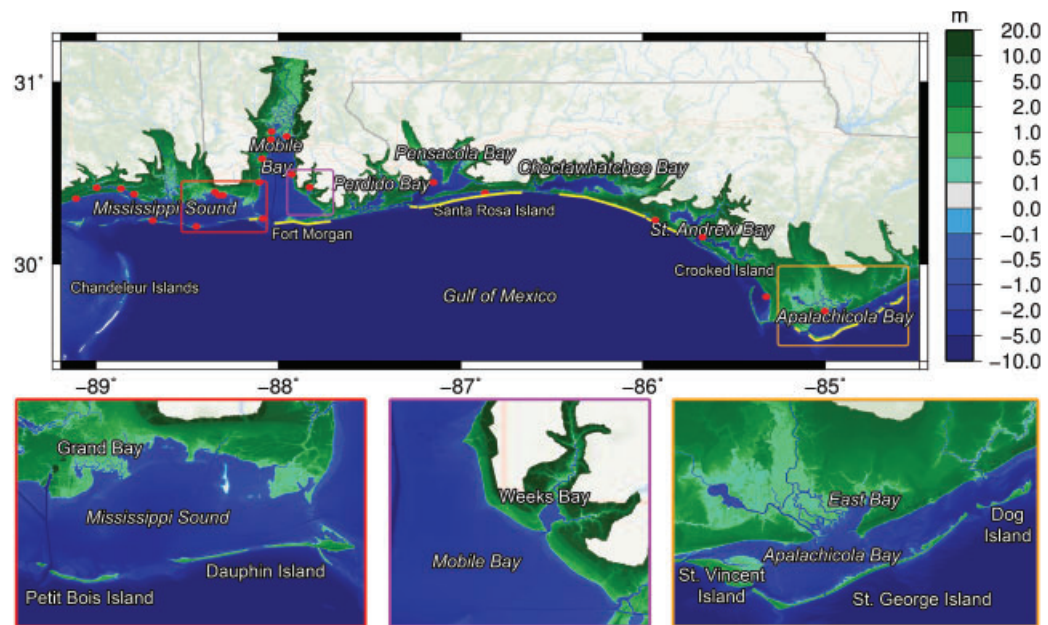 m
20.0
10.0
5.0
2.0
1.0
0.5
0.1
0.0
−0.1
−0.5
−1.0
−2.0
−5.0
−10.0
31˚
30˚
Mobile
Bay
Pensacola Bay
Choctawhatchee Bay
Perdido Bay
Mississippi Sound
Santa Rosa Island
Fort Morgan
St. Andrew Bay
Crooked Island
Chandeleur Islands
Gulf of Mexico
Apalachicola Bay
−89
−88
−87
−86
−85
Grand Bay
Mississippi Sound
Dauphin Island
Petit Bois Island
Weeks Bay
Mobile Bay
East Bay
Dog
Island
Apalachicola Bay
St. Vincent
Island
St. George Island